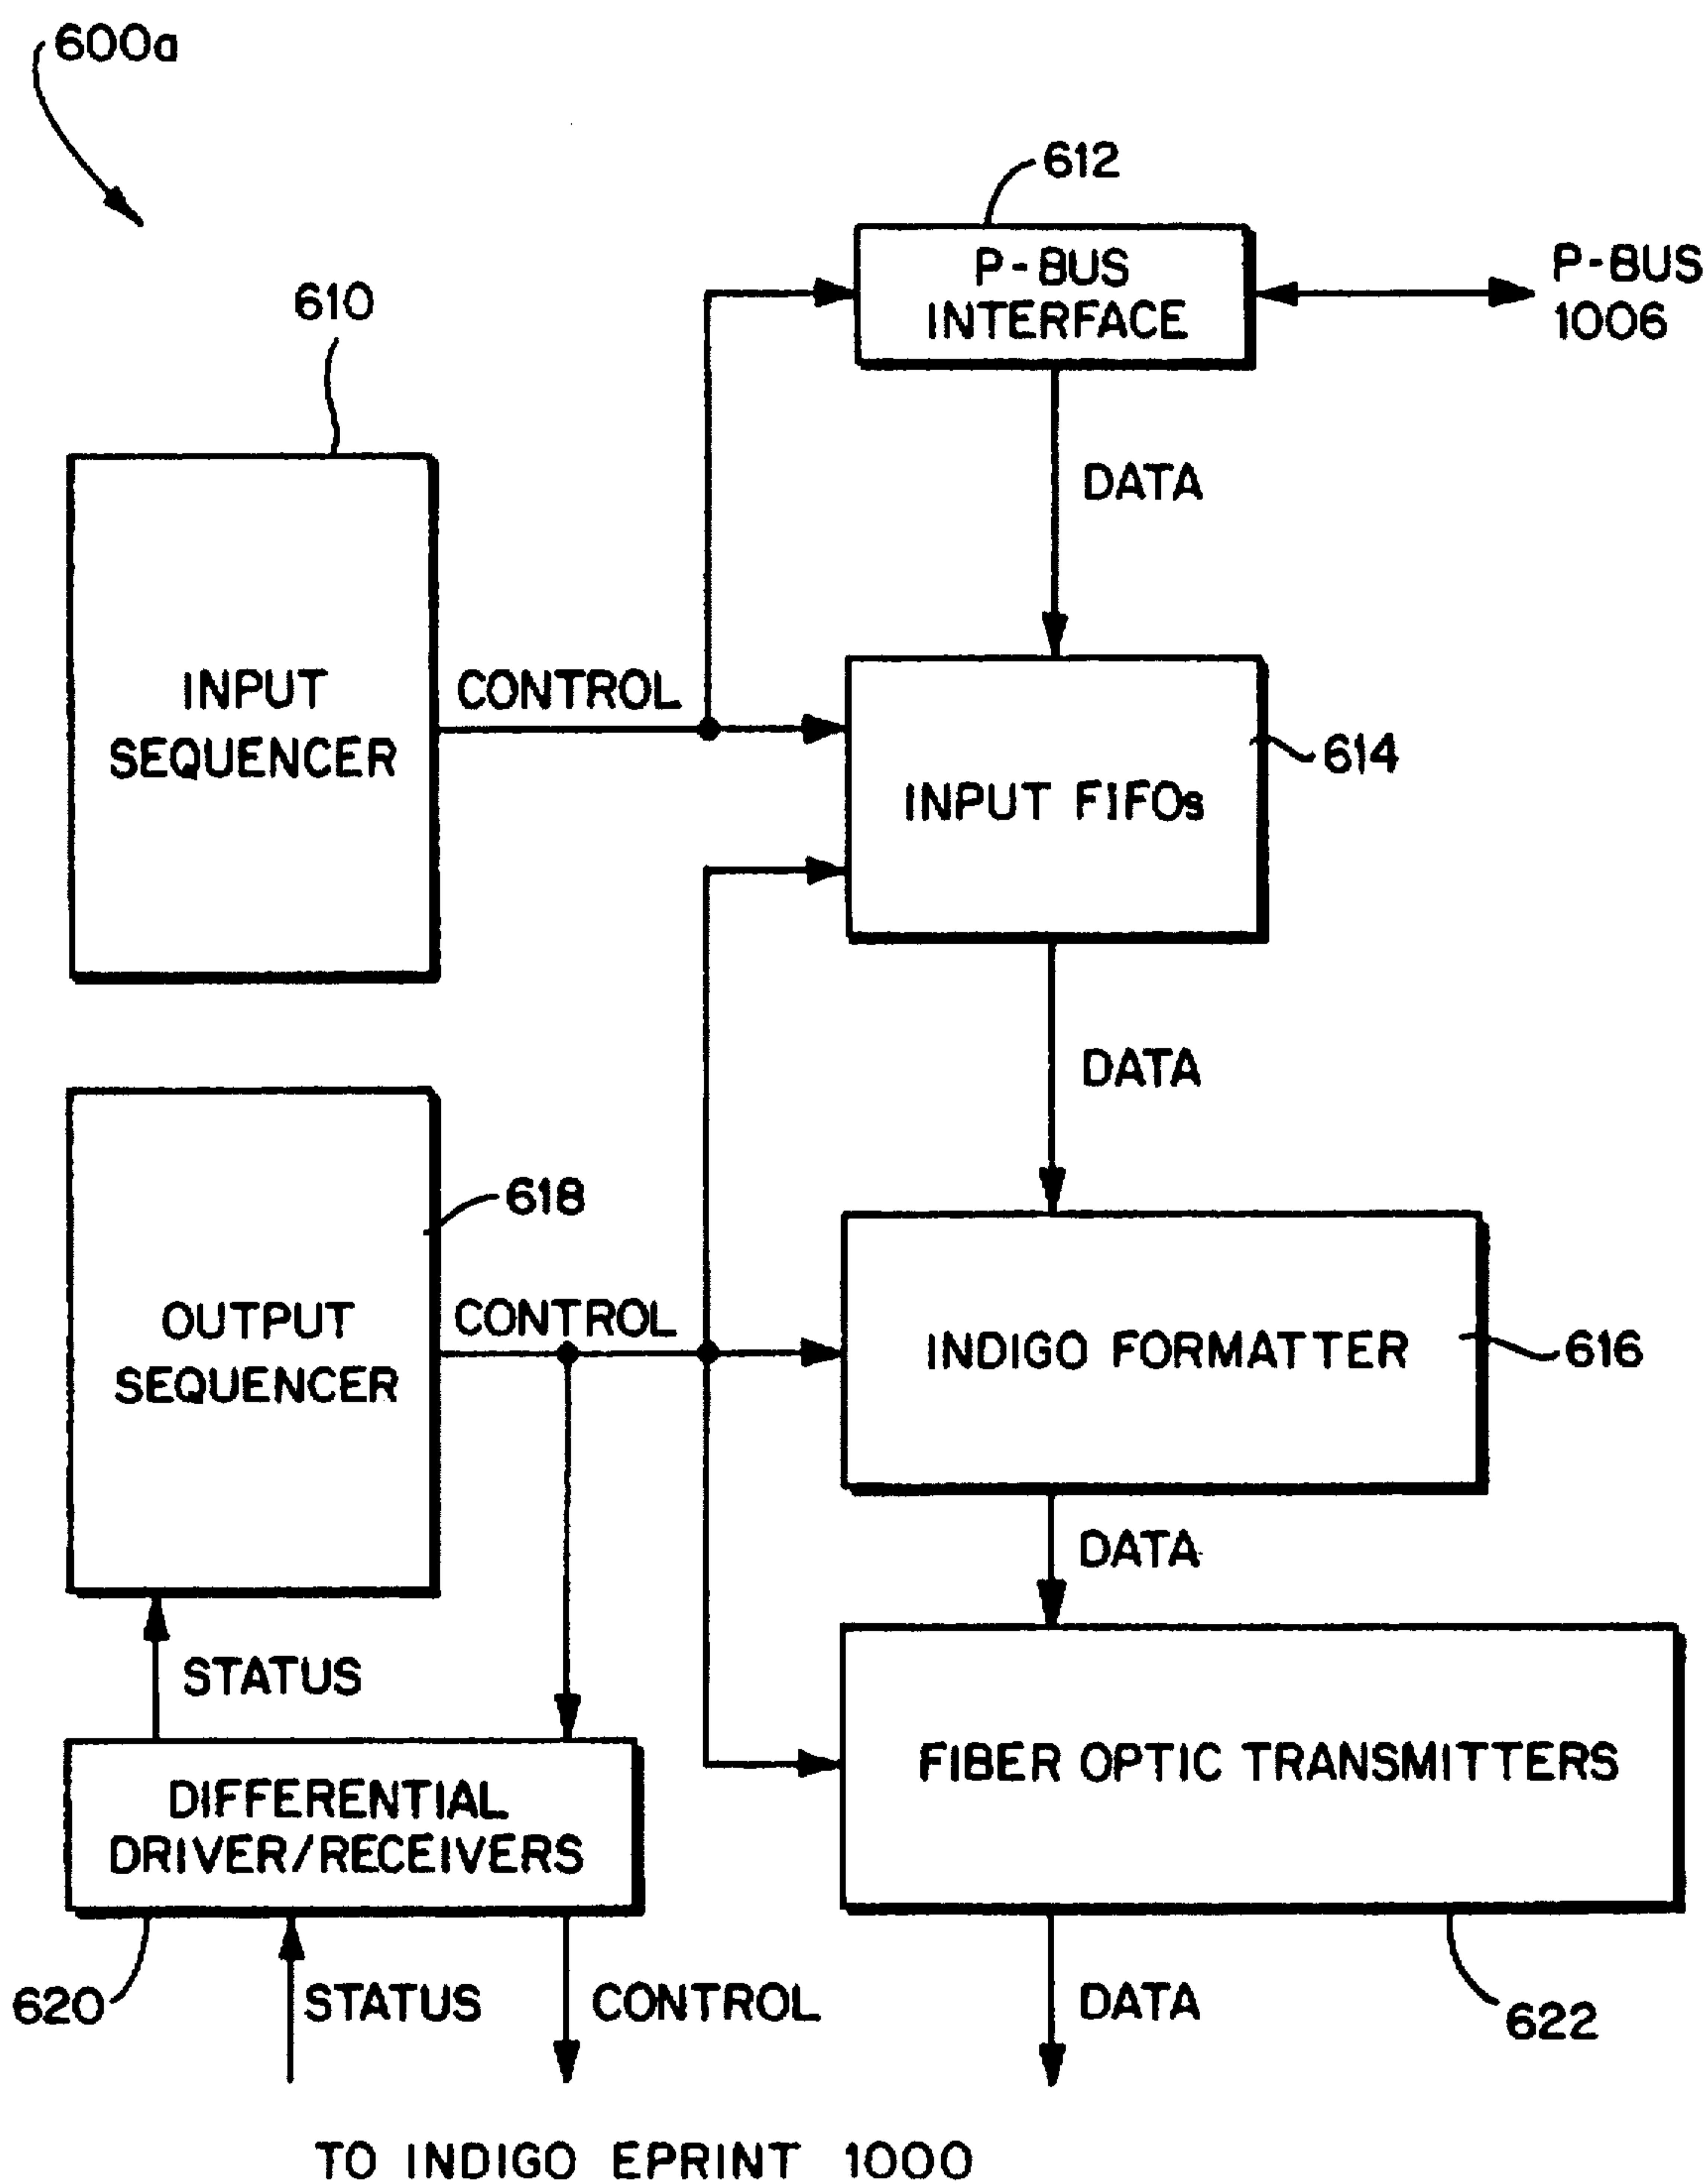 600a
612
P-BUS
INTERFACE
P-BUS
1006
610
DATA
INPUT
SEQUENCER
CONTROL
614
INPUT FIFOs
DATA
618
OUTPUT
SEQUENCER
CONTROL
INDIGO FORMATTER
616
DATA
STATUS
FIBER OPTIC TRANSMITTERS
DIFFERENTIAL
DRIVER/RECEIVERS
620
STATUS
CONTROL
DATA
622
TO INDIGO EPRINT 1000